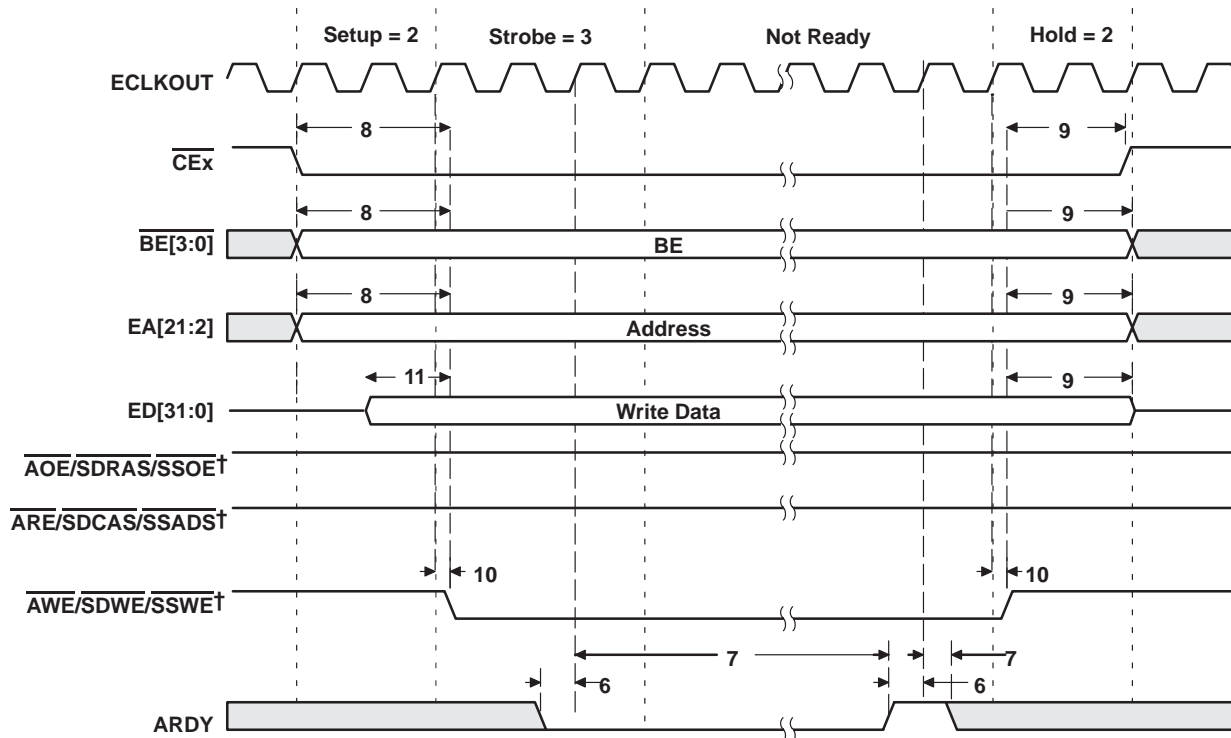 Setup = 2 Strobe = 3 Not Ready Hold = 2
ECLKOUT
8 9
CEx
8 9
BE[3:0] BE
8 9
EA[21:2] Address
11 9
ED[31:0] Write Data
AOE/SDRAS/SSOE†
ARE/SDCAS/SSADS†
10 10
AWE/SDWE/SSWE†
7 7
6 6
ARDY